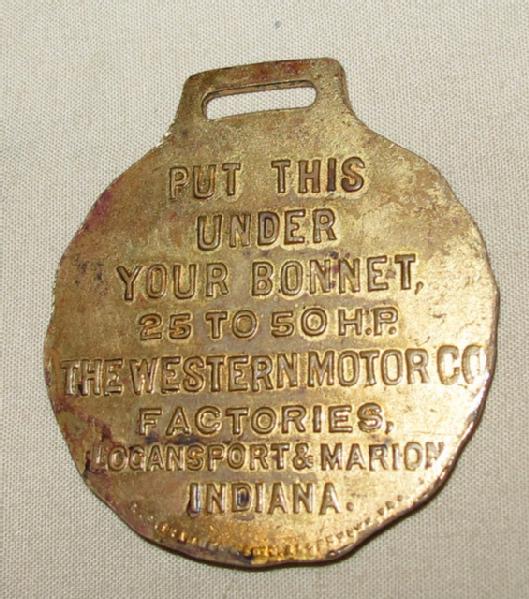 PUT THIS
UNDER
YOUR BONNET,
25 TO 50 H.P.
THE WESTERN MOTOR CO
FACTORIES,
LOGANSPORT & MARION
INDIANA.